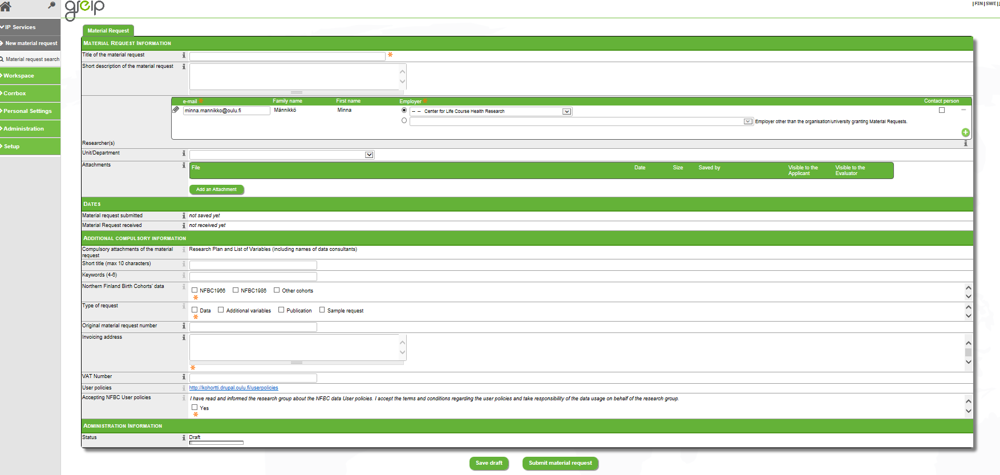 greip
|FIN|SWE|
IP Services
New material request
Material request search
Workspace
Corrbox
Personal Settings
Administration
Setup
Material Request
MATERIAL REQUEST INFORMATION
Title of the material request
Short description of the material request
e-mail Family name First name Employer Contact person
minna.mannikko@oulu.fi Männikkö Minna -- -- Center for Life Course Health Research
Employer other than the organisation/university granting Material Requests.
Researcher(s)
Unit/Department
Attachments
File Date Size Saved by Visible to the Applicant Visible to the Evaluator
Add an Attachment
DATES
Material request submitted not saved yet
Material Request received not received yet
ADDITIONAL COMPULSORY INFORMATION
Compulsory attachments of the material request
Research Plan and List of Variables (including names of data consultants)
Short title (max 10 characters)
Keywords (4-6)
Northern Finland Birth Cohorts' data
NFBC1966 NFBC1986 Other cohorts
Type of request
Data Additional variables Publication Sample request
Original material request number
Invoicing address
VAT Number
User policies http://kohortti.drupal.oulu.fi/userpolicies
Accepting NFBC User policies I have read and informed the research group about the NFBC data User policies. I accept the terms and conditions regarding the user policies and take responsibility of the data usage on behalf of the research group.
Yes
ADMINISTRATION INFORMATION
Status Draft
Save draft Submit material request